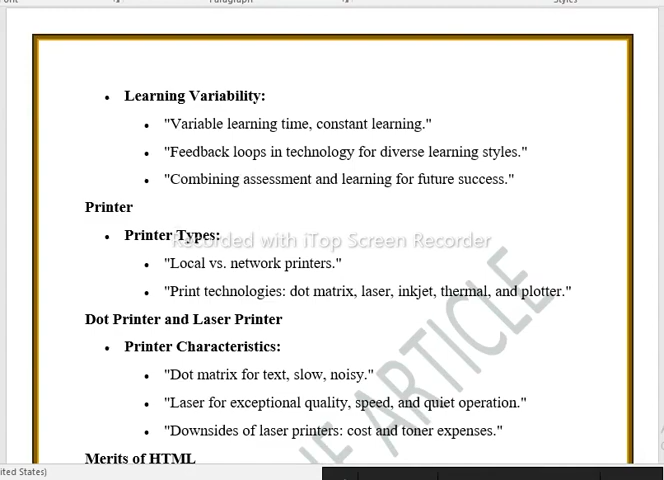 Paragraph
Styles
• Learning Variability:
• "Variable learning time, constant learning."
• "Feedback loops in technology for diverse learning styles."
• "Combining assessment and learning for future success."
Printer
• Printer Types:
Recorded with iTop Screen Recorder
• "Local vs. network printers."
• "Print technologies: dot matrix, laser, inkjet, thermal, and plotter."
Dot Printer and Laser Printer
• Printer Characteristics:
• "Dot matrix for text, slow, noisy."
• "Laser for exceptional quality, speed, and quiet operation."
• "Downsides of laser printers: cost and toner expenses."
ARTICLE
Merits of HTML
States)